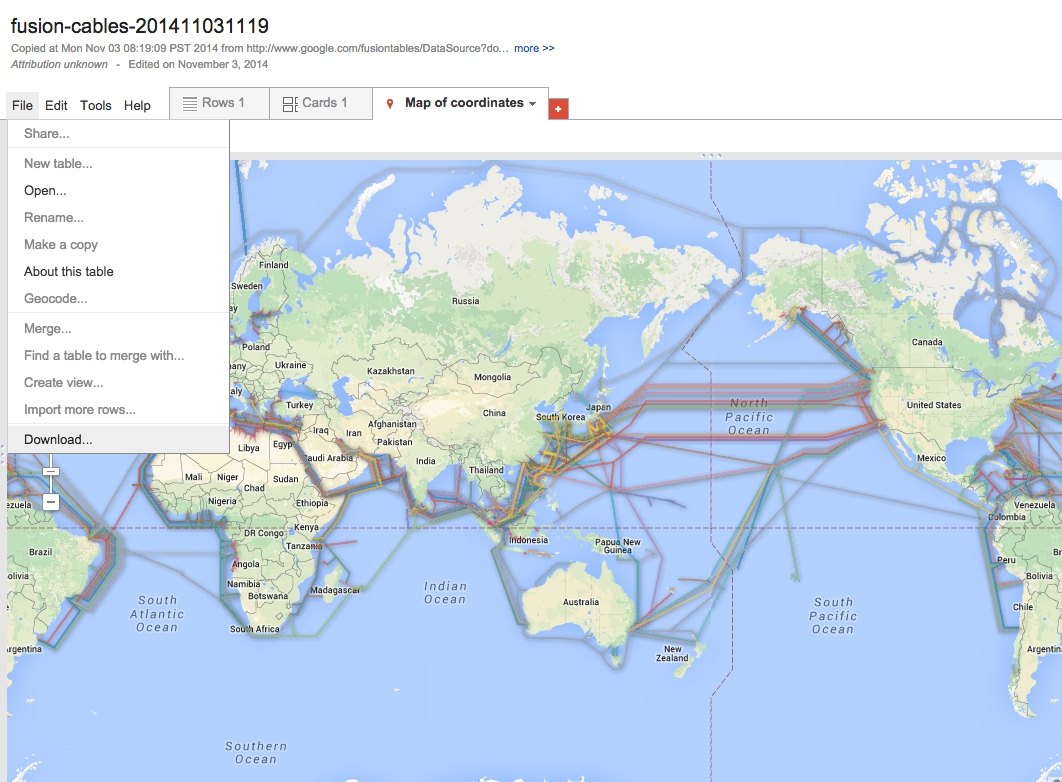 fusion-cables-201411031119
Copied at Mon Nov 03 08:19:09 PST 2014 from http://www.google.com/fusiontables/DataSource?do... more >>
Attribution unknown - Edited on November 3, 2014
File Edit Tools Help Rows 1 Cards 1 Map of coordinates +
Share...
New table...
Open...
Rename...
Make a copy
About this table
Geocode...
Merge...
Find a table to merge with...
Create view...
Import more rows...
Download...
Finland
Sweden
Russia
Poland
Ukraine
Kazakhstan
Mongolia
Canada
Turkey
China
South Korea
Japan
North
Pacific
Ocean
United States
Iraq
Iran
Afghanistan
Pakistan
Libya
Egypt
Saudi Arabia
India
Thailand
Mexico
Mali
Niger
Chad
Sudan
Nigeria
Ethiopia
Venezuela
Colombia
DR Congo
Kenya
Tanzania
Indonesia
Papua New
Guinea
Brazil
Peru
Angola
Namibia
Botswana
Madagascar
Bolivia
Indian
Ocean
Australia
South
Atlantic
Ocean
South
Pacific
Ocean
Chile
South Africa
New
Zealand
Argentina
Southern
Ocean